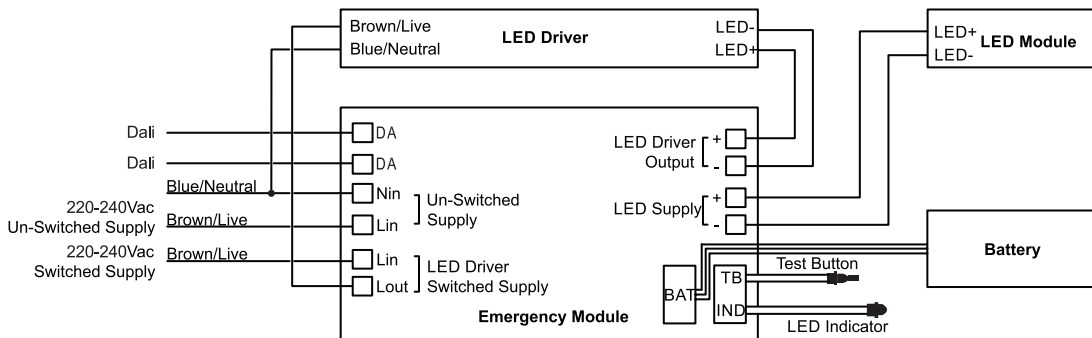 Brown/Live
Blue/Neutral
LED Driver
LED-
LED+
LED+
LED-
LED Module
Dali
DA
Dali
DA
LED Driver
Output
+
-
Blue/Neutral
Nin
Un-Switched
Supply
220-240Vac
Un-Switched Supply
Brown/Live
Lin
LED Supply
+
-
220-240Vac
Switched Supply
Brown/Live
Lin
Lout
LED Driver
Switched Supply
Battery
BAT
TB
IND
Test Button
LED Indicator
Emergency Module